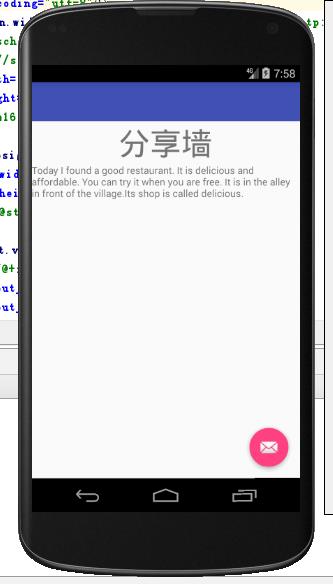 4G 7:58
分享墙
Today I found a good restaurant. It is delicious and
affordable. You can try it when you are free. It is in the alley
in front of the village.Its shop is called delicious.